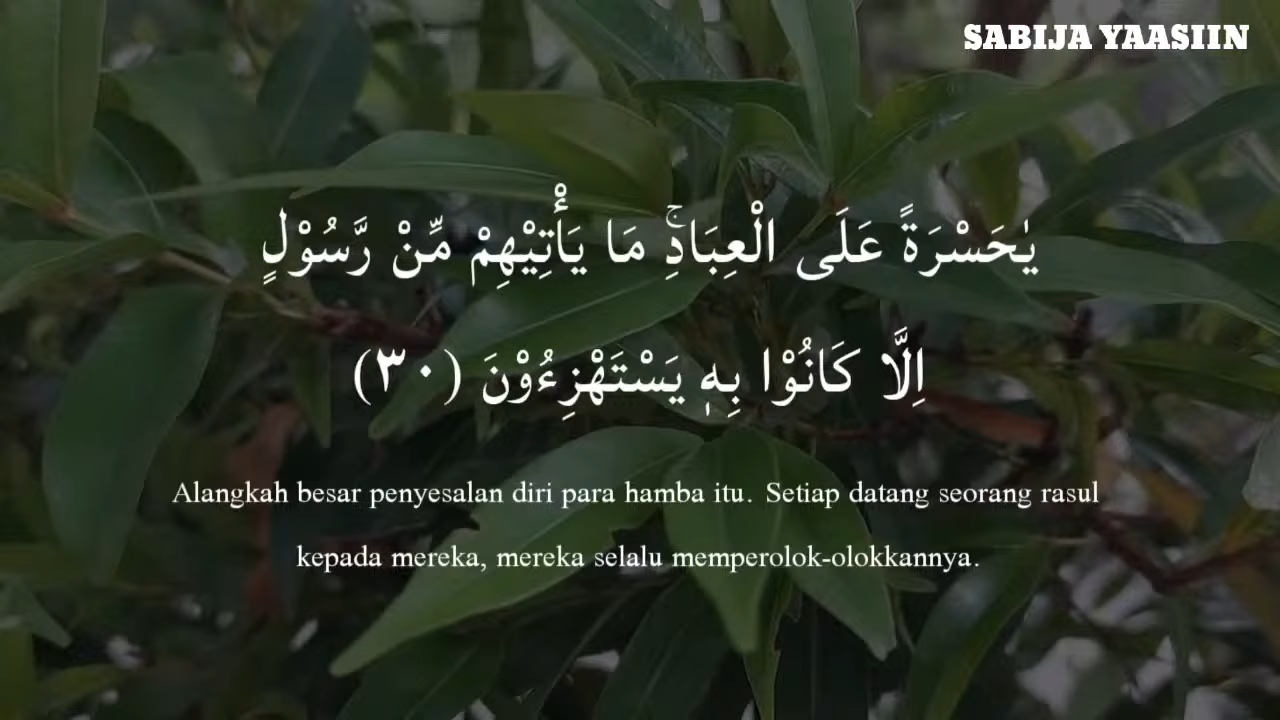 SABIJA YAASIIN
يٰحَسْرَةً عَلَى الْعِبَادِۚ مَا يَأْتِيْهِمْ مِّنْ رَّسُوْلٍ
اِلَّا كَانُوْا بِهٖ يَسْتَهْزِءُوْنَ (٣٠)
Alangkah besar penyesalan diri para hamba itu. Setiap datang seorang rasul
kepada mereka, mereka selalu memperolok-olokkannya.